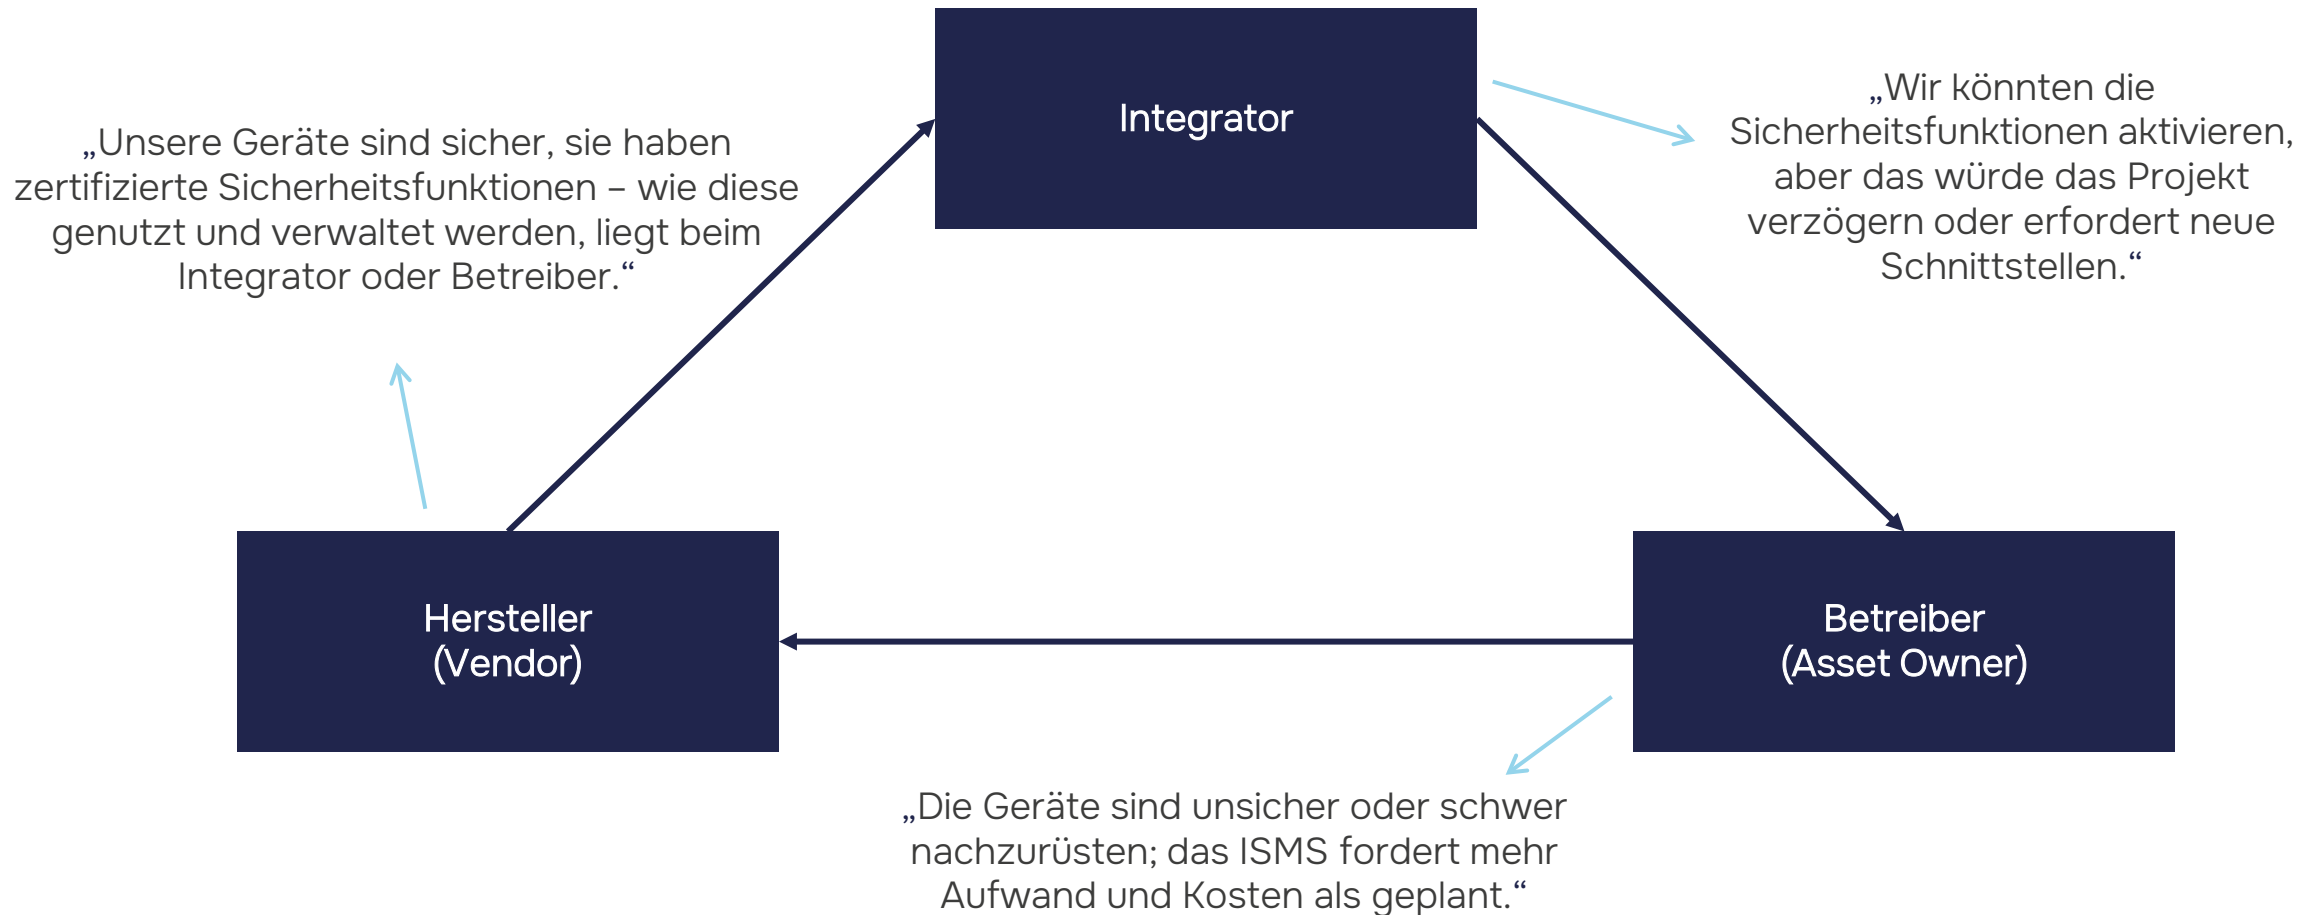 Integrator
„Wir könnten die
Sicherheitsfunktionen aktivieren,
aber das würde das Projekt
verzögern oder erfordert neue
Schnittstellen.“
„Unsere Geräte sind sicher, sie haben
zertifizierte Sicherheitsfunktionen – wie diese
genutzt und verwaltet werden, liegt beim
Integrator oder Betreiber.“
Hersteller
(Vendor)
Betreiber
(Asset Owner)
„Die Geräte sind unsicher oder schwer
nachzurüsten; das ISMS fordert mehr
Aufwand und Kosten als geplant.“